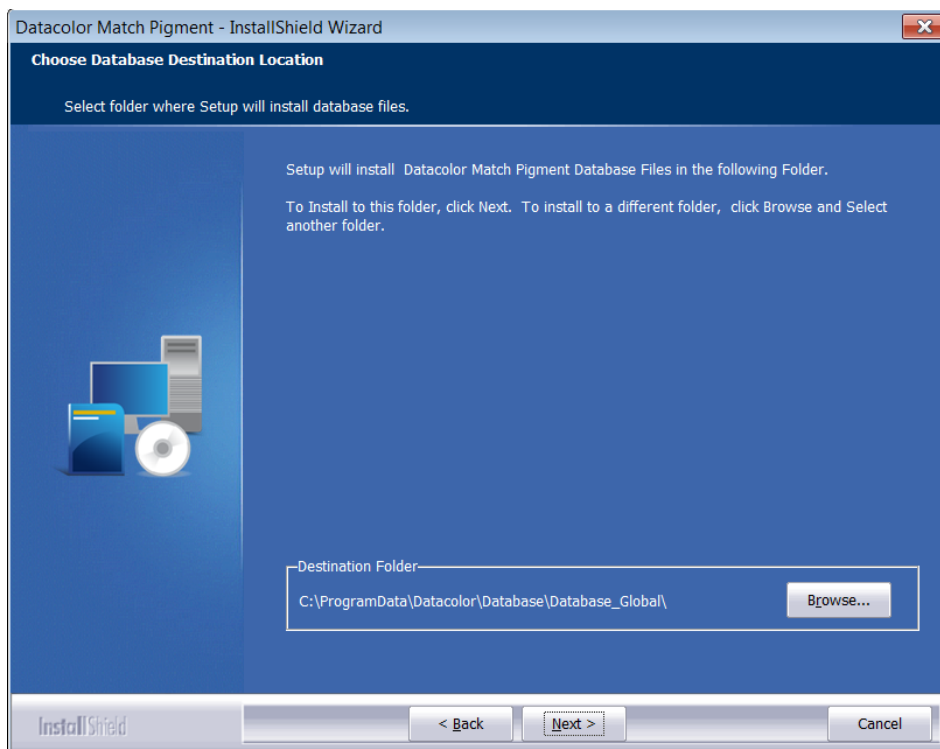 Datacolor Match Pigment - InstallShield Wizard
Choose Database Destination Location
Select folder where Setup will install database files.
Setup will install  Datacolor Match Pigment Database Files in the following Folder.
To Install to this folder, click Next.  To install to a different folder,  click Browse and Select
another folder.
Destination Folder
C:\ProgramData\Datacolor\Database\Database_Global\
Browse...
InstallShield
< Back
Next >
Cancel